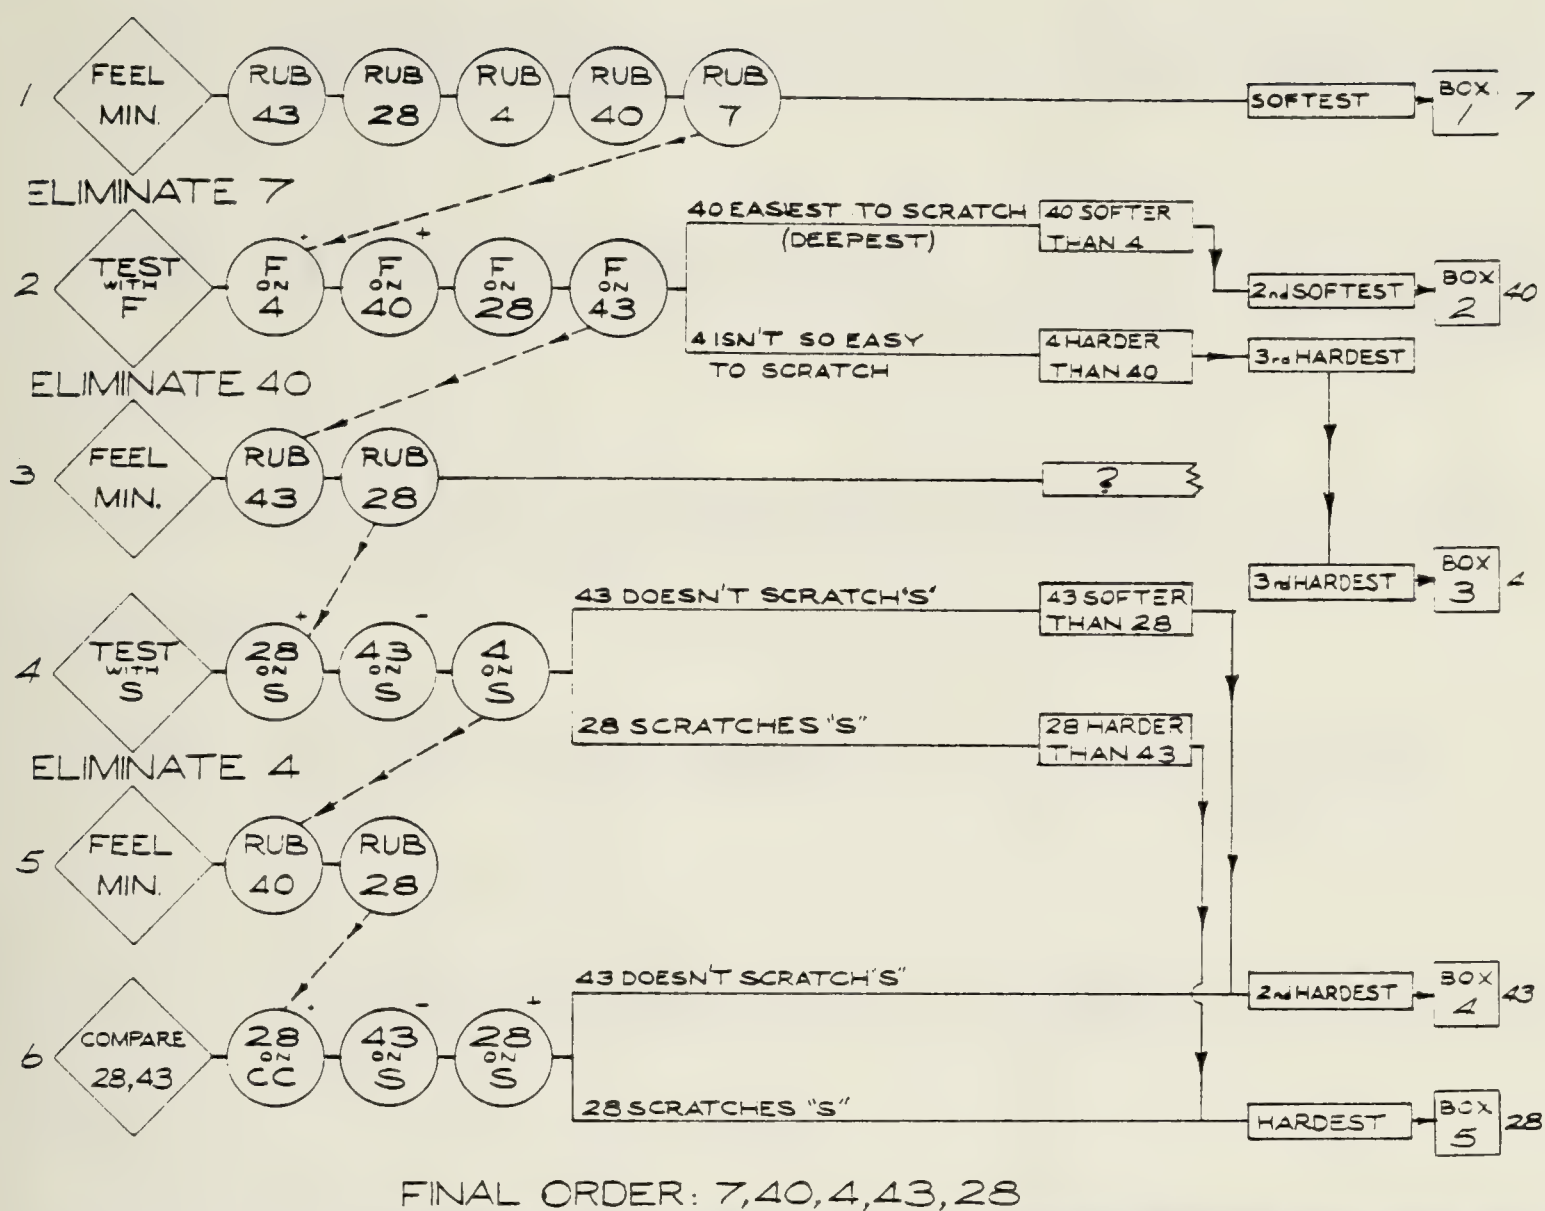 1
FEEL
MIN.
RUB
43
RUB
28
RUB
4
RUB
40
RUB
7
SOFTEST
BOX
1
7
ELIMINATE 7
2
TEST
WITH
F
F
ON
4
+
F
ON
40
+
F
ON
28
F
ON
43
40 EASIEST TO SCRATCH
(DEEPEST)
40 SOFTER
THAN 4
2nd SOFTEST
BOX
2
40
4 ISN'T SO EASY
TO SCRATCH
4 HARDER
THAN 40
3rd HARDEST
ELIMINATE 40
3
FEEL
MIN.
RUB
43
RUB
28
?
3rd HARDEST
BOX
3
4
4
TEST
WITH
S
28
ON
S
+
43
ON
S
-
4
ON
S
43 DOESN'T SCRATCH "S"
43 SOFTER
THAN 28
28 SCRATCHES "S"
28 HARDER
THAN 43
ELIMINATE 4
5
FEEL
MIN.
RUB
40
RUB
28
6
COMPARE
28,43
28
ON
CC
+
43
ON
S
-
28
ON
S
+
43 DOESN'T SCRATCH "S"
2nd HARDEST
BOX
4
43
28 SCRATCHES "S"
HARDEST
BOX
5
28
FINAL ORDER: 7,40,4,43,28